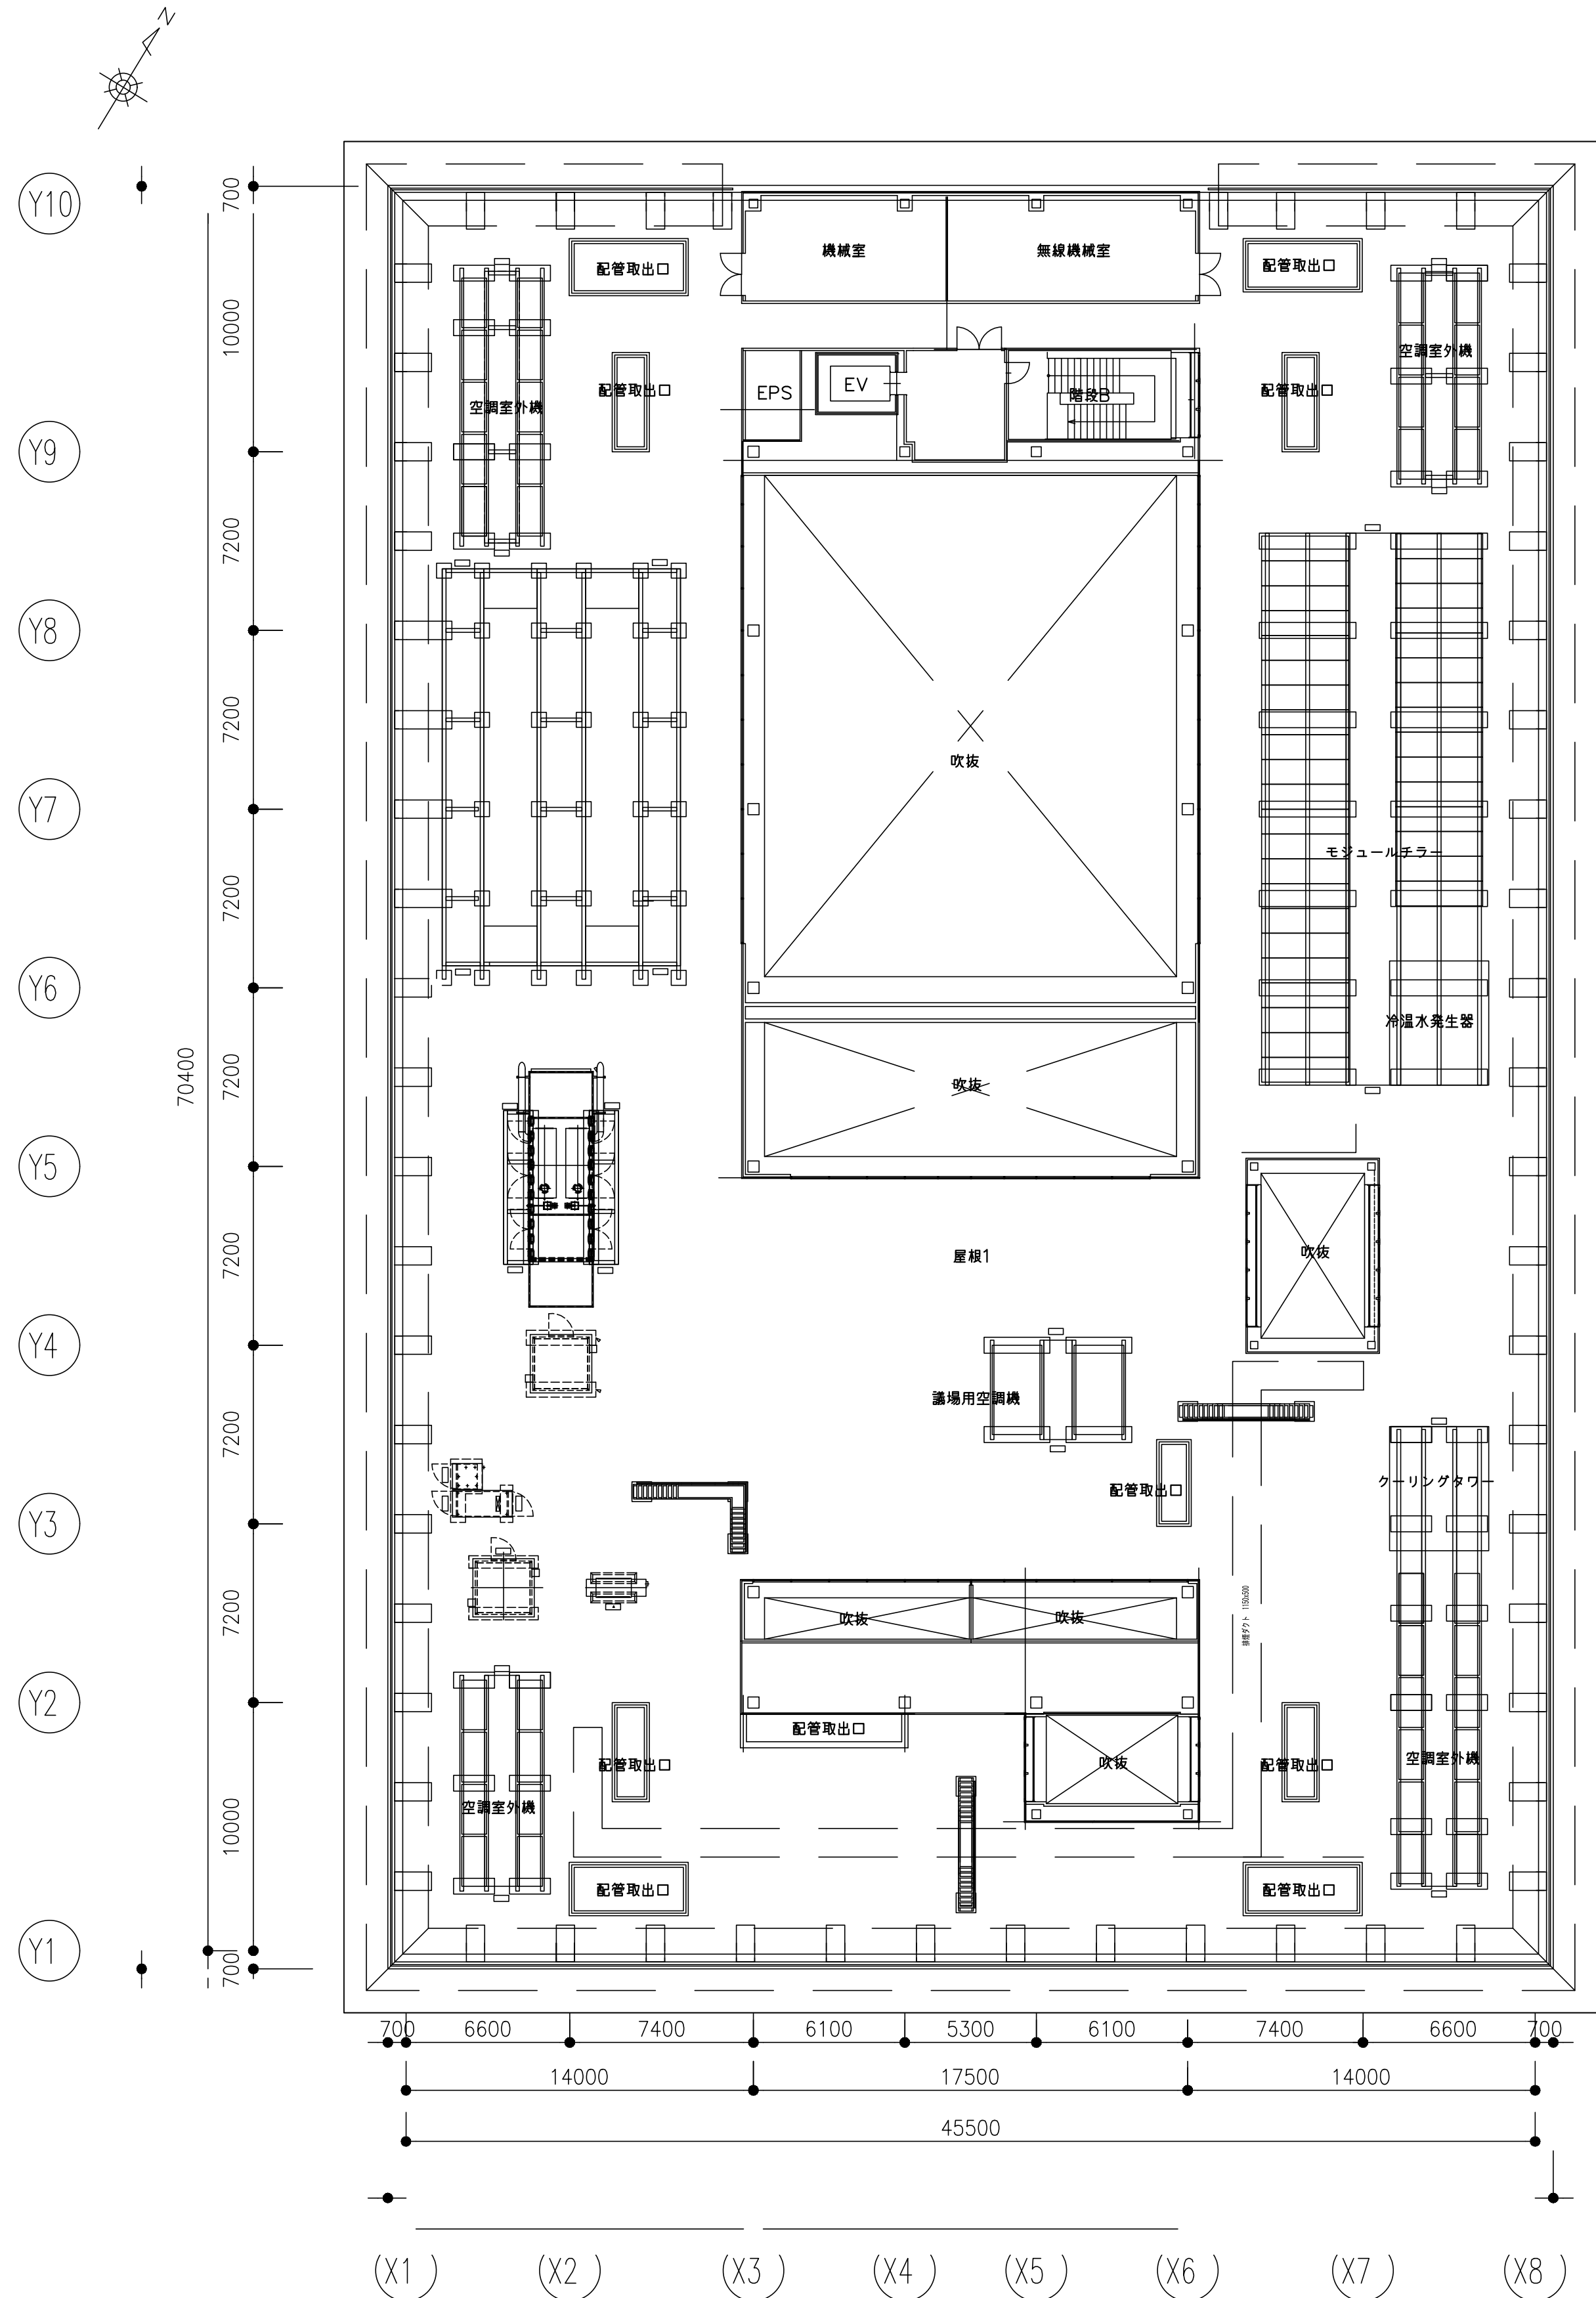 N
Y10
700
機械室
無線機械室
配管取出口
配管取出口
10000
空調室外機
配管取出口
配管取出口
EPS
EV
階段B
空調室外機
Y9
7200
Y8
7200
吹抜
Y7
モジュールチラー
7200
Y6
冷温水発生器
70400
7200
吹抜
Y5
7200
屋根1
吹抜
Y4
議場用空調機
7200
クーリングタワー
配管取出口
Y3
7200
吹抜
吹抜
排煙ダクト 1150x500
Y2
配管取出口
配管取出口
吹抜
配管取出口
空調室外機
空調室外機
10000
配管取出口
配管取出口
Y1
700
700
6600
7400
6100
5300
6100
7400
6600
700
14000
17500
14000
45500
(X1)
(X2)
(X3)
(X4)
(X5)
(X6)
(X7)
(X8)